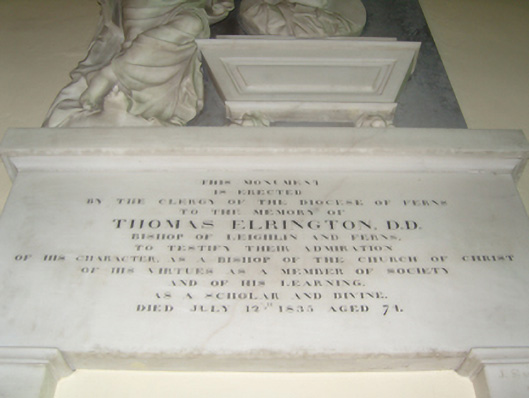 THIS MONUMENT
IS ERECTED
BY THE CLERGY OF THE DIOCESE OF FERNS
TO THE MEMORY OF
THOMAS ELRINGTON, D.D.
BISHOP OF LEIGHLIN AND FERNS,
TO TESTIFY THEIR ADMIRATION
OF HIS CHARACTER, AS A BISHOP OF THE CHURCH OF CHRIST
OF HIS VIRTUES AS A MEMBER OF SOCIETY
AND OF HIS LEARNING,
AS A SCHOLAR AND DIVINE.
DIED JULY 12TH 1835 AGED 74.